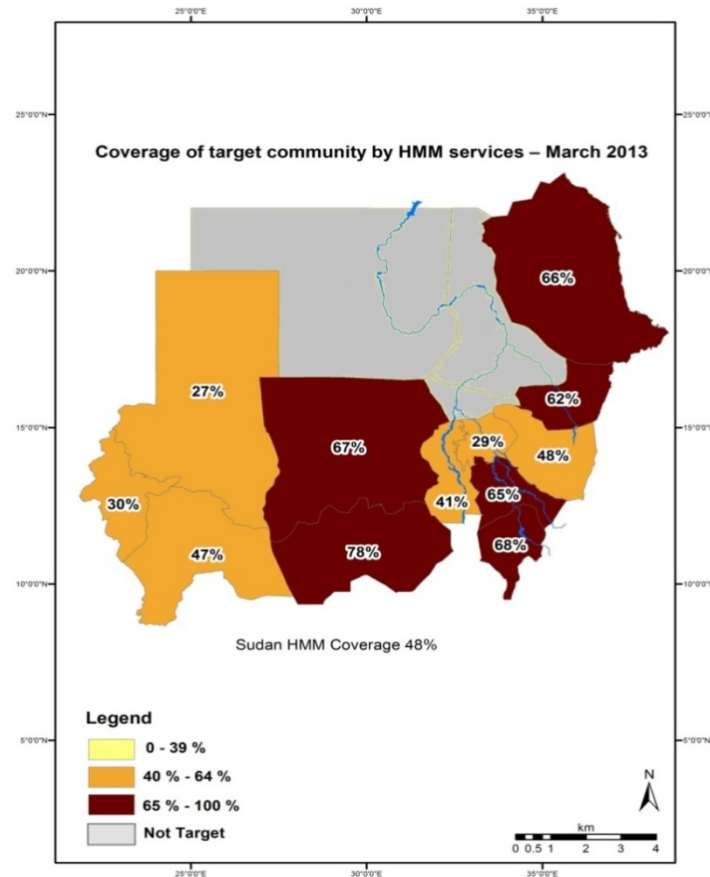 25°0'0"E 30°0'0"E 35°0'0"E
25°0'0"N 25°0'0"N
Coverage of target community by HMM services – March 2013
66%
20°0'0"N 20°0'0"N
27%
62%
15°0'0"N 15°0'0"N
67%
29%
48%
30%
41%
65%
47%
78%
68%
10°0'0"N 10°0'0"N
Sudan HMM Coverage 48%
Legend
0 - 39 %
5°0'0"N 5°0'0"N
40 % - 64 %
N
65 % - 100 %
Not Target
km
0 0.5 1 2 3 4
25°0'0"E 30°0'0"E 35°0'0"E